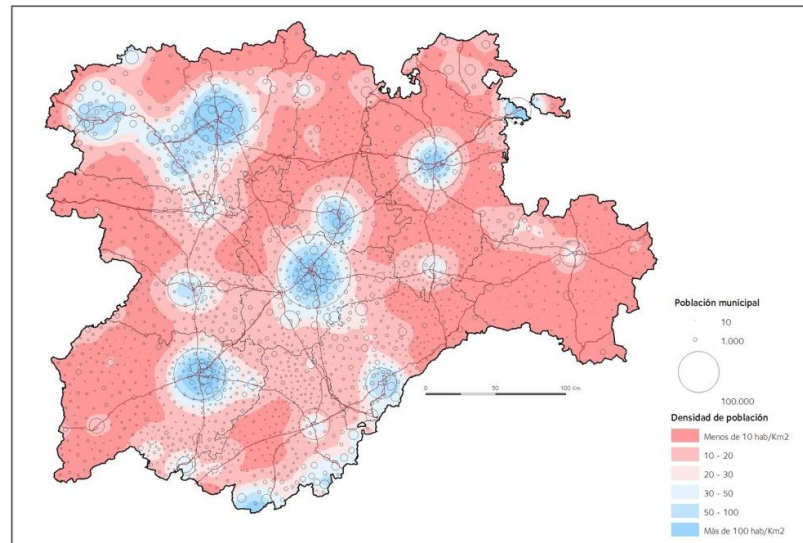 0
50
100 Km.
Población municipal
10
1.000
100.000
Densidad de población
Menos de 10 hab/Km2
10 - 20
20 - 30
30 - 50
50 - 100
Más de 100 hab/Km2